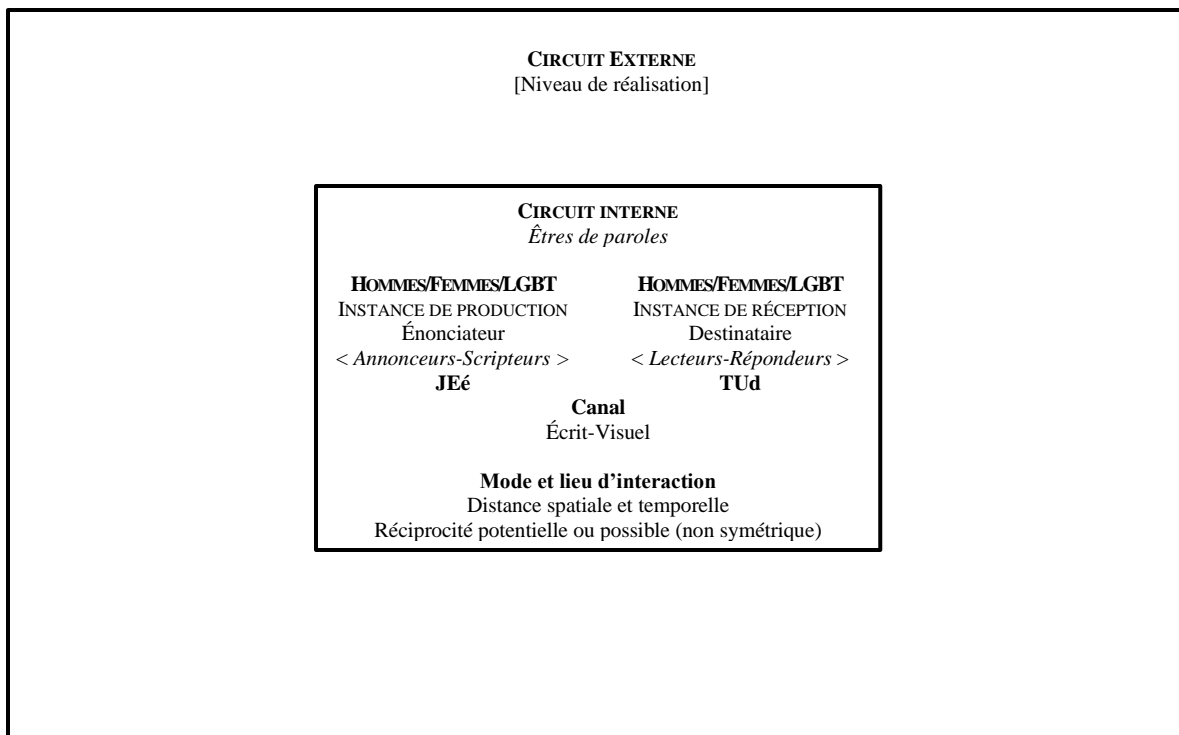 CIRCUIT EXTERNE
[Niveau de réalisation]
CIRCUIT INTERNE
Êtres de paroles
HOMMES/FEMMES/LGBT HOMMES/FEMMES/LGBT
INSTANCE DE PRODUCTION INSTANCE DE RÉCEPTION
Énonciateur Destinataire
< Annonceurs-Scripteurs > < Lecteurs-Répondeurs >
JEé TUd
Canal
Écrit-Visuel
Mode et lieu d’interaction
Distance spatiale et temporelle
Réciprocité potentielle ou possible (non symétrique)